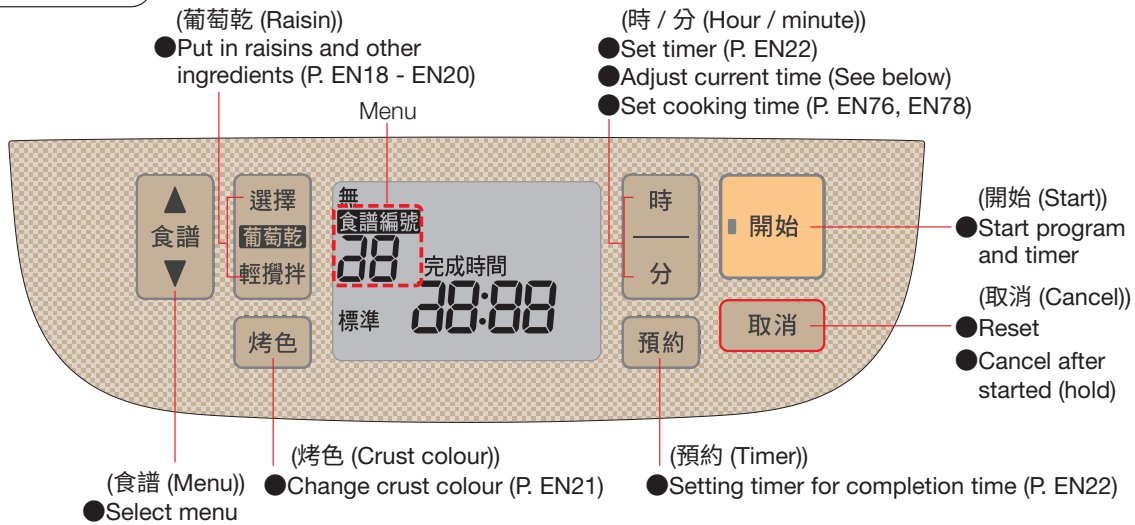 (葡萄乾 (Raisin))
●Put in raisins and other
ingredients (P. EN18 - EN20)
Menu
(時 / 分 (Hour / minute))
●Set timer (P. EN22)
●Adjust current time (See below)
●Set cooking time (P. EN76, EN78)
▲
食譜
▼
選擇
葡萄乾
輕攪拌
烤色
無
食譜編號
38
完成時間
38:88
標準
時
分
預約
開始
取消
(開始 (Start))
●Start program
and timer
(取消 (Cancel))
●Reset
●Cancel after
started (hold)
(食譜 (Menu))
●Select menu
(烤色 (Crust colour))
●Change crust colour (P. EN21)
(預約 (Timer))
●Setting timer for completion time (P. EN22)